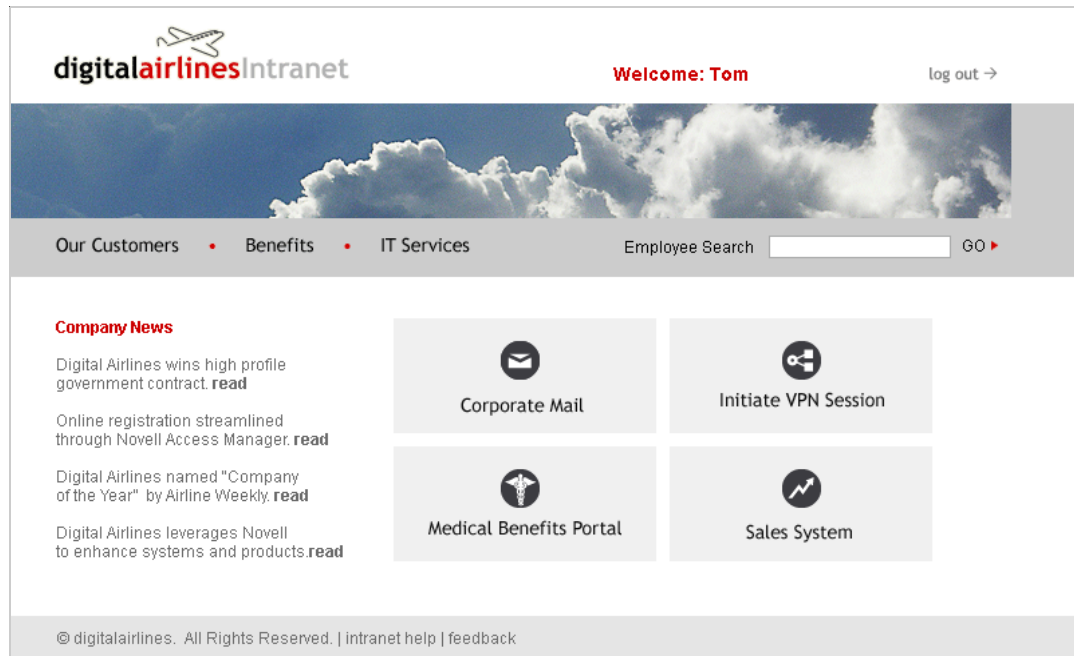 digitalairlinesIntranet
Welcome: Tom
log out →
Our Customers • Benefits • IT Services
Employee Search
GO
Company News
Digital Airlines wins high profile
government contract. read
Online registration streamlined
through Novell Access Manager. read
Digital Airlines named "Company
of the Year" by Airline Weekly. read
Digital Airlines leverages Novell
to enhance systems and products.read
Corporate Mail
Initiate VPN Session
Medical Benefits Portal
Sales System
© digitalairlines. All Rights Reserved. | intranet help | feedback